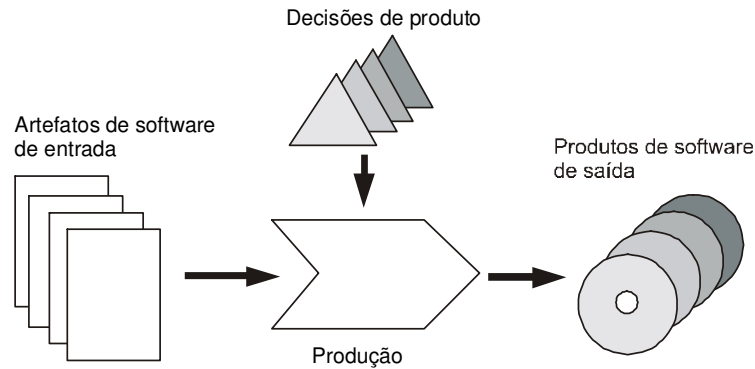 Decisões de produto
Artefatos de software
de entrada
Produtos de software
de saída
Produção